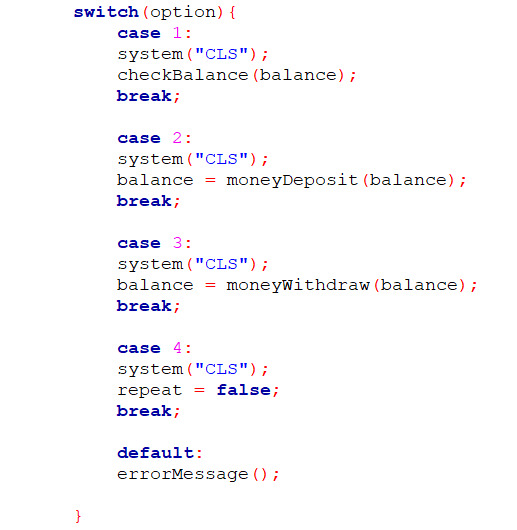 switch(option){
case 1:
system("CLS");
checkBalance(balance);
break;
case 2:
system("CLS");
balance = moneyDeposit(balance);
break;
case 3:
system("CLS");
balance = moneyWithdraw(balance);
break;
case 4:
system("CLS");
repeat = false;
break;
default:
errorMessage();
}